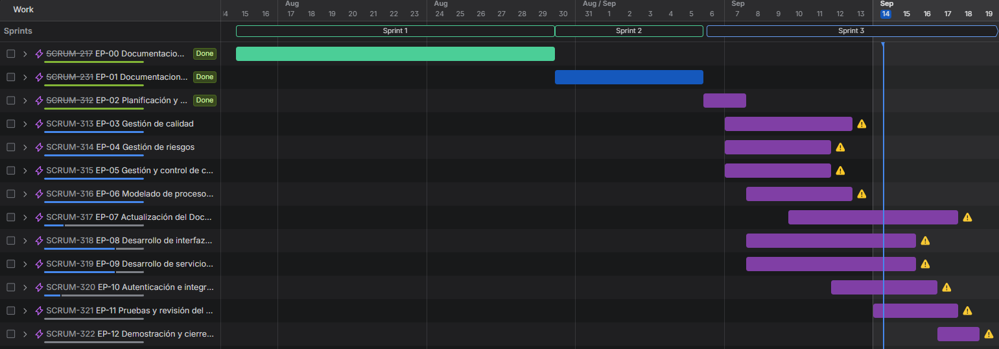 Work
Aug Aug Aug / Sep Sep Sep
14 15 16 17 18 19 20 21 22 23 24 25 26 27 28 29 30 31 1 2 3 4 5 6 7 8 9 10 11 12 13 14 15 16 17 18 19
Sprints Sprint 1 Sprint 2 Sprint 3
SCRUM-217 EP-00 Documentacio... Done
SCRUM-231 EP-01 Documentacion... Done
SCRUM-312 EP-02 Planificación y ... Done
SCRUM-313 EP-03 Gestión de calidad
SCRUM-314 EP-04 Gestión de riesgos
SCRUM-315 EP-05 Gestión y control de c...
SCRUM-316 EP-06 Modelado de proceso...
SCRUM-317 EP-07 Actualización del Doc...
SCRUM-318 EP-08 Desarrollo de interfaz...
SCRUM-319 EP-09 Desarrollo de servicio...
SCRUM-320 EP-10 Autenticación e integr...
SCRUM-321 EP-11 Pruebas y revisión del ...
SCRUM-322 EP-12 Demostración y cierre...